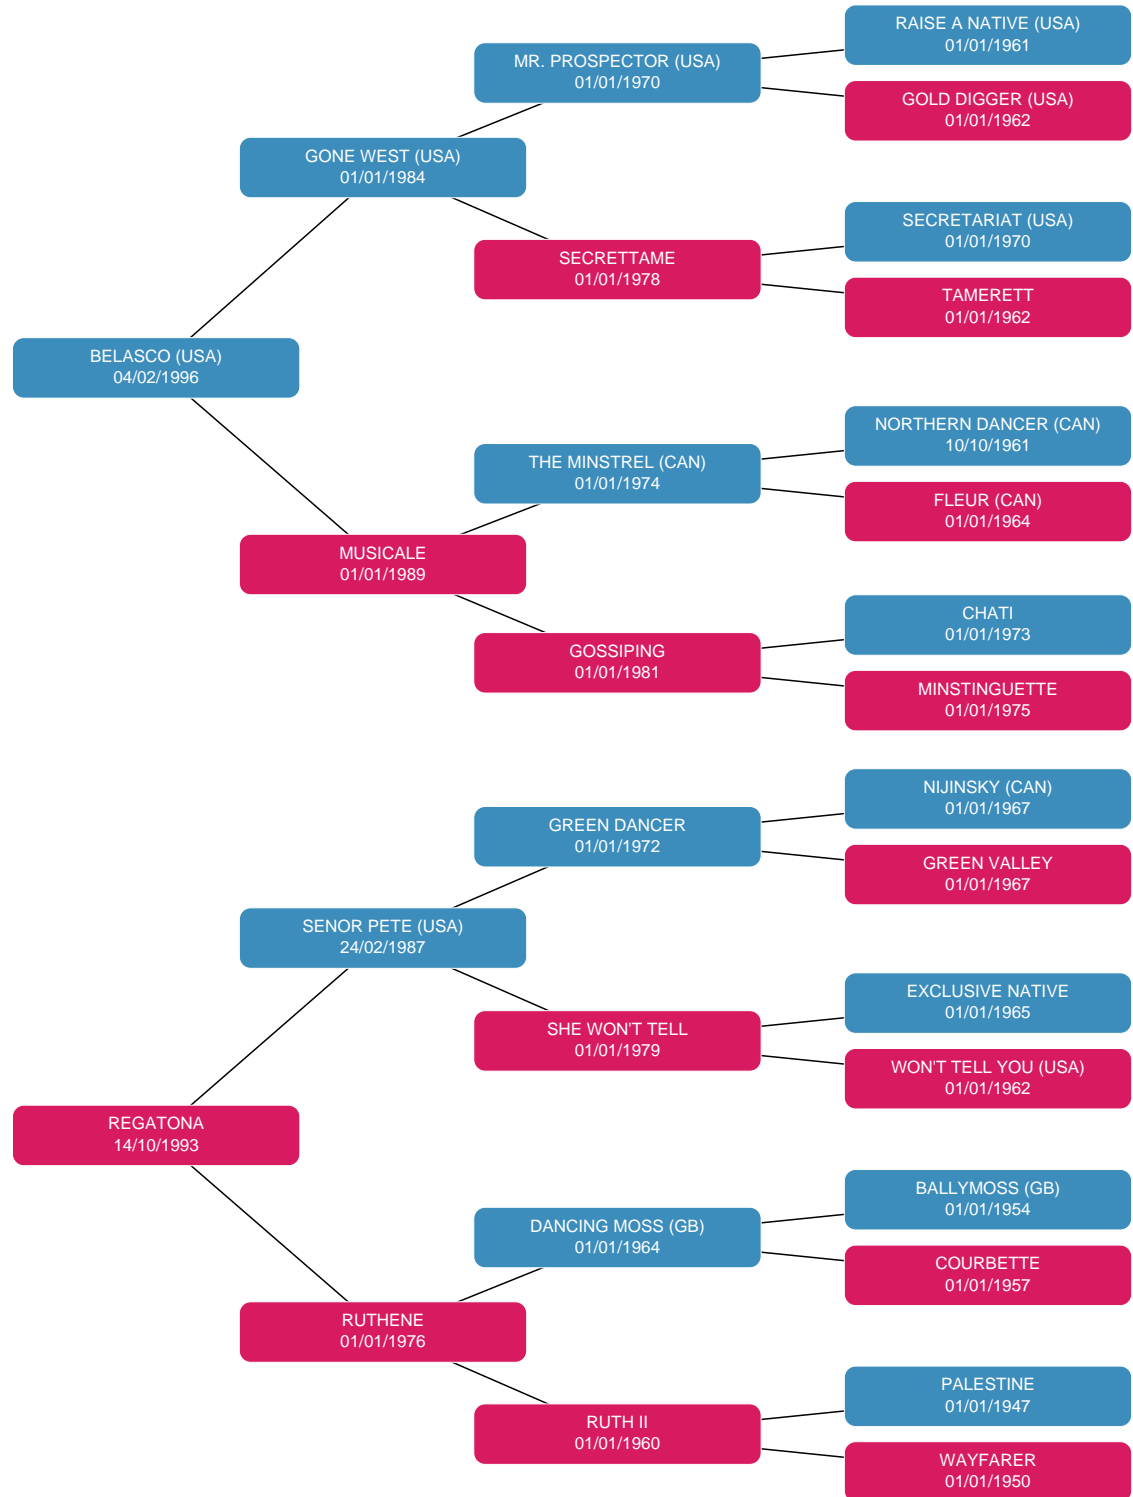 RAISE A NATIVE (USA)
01/01/1961
MR. PROSPECTOR (USA)
01/01/1970
GOLD DIGGER (USA)
01/01/1962
GONE WEST (USA)
01/01/1984
SECRETARIAT (USA)
01/01/1970
SECRETTAME
01/01/1978
TAMERETT
01/01/1962
BELASCO (USA)
04/02/1996
NORTHERN DANCER (CAN)
10/10/1961
THE MINSTREL (CAN)
01/01/1974
FLEUR (CAN)
01/01/1964
MUSICALE
01/01/1989
CHATI
01/01/1973
GOSSIPING
01/01/1981
MINSTINGUETTE
01/01/1975
NIJINSKY (CAN)
01/01/1967
GREEN DANCER
01/01/1972
GREEN VALLEY
01/01/1967
SENOR PETE (USA)
24/02/1987
EXCLUSIVE NATIVE
01/01/1965
SHE WON'T TELL
01/01/1979
WON'T TELL YOU (USA)
01/01/1962
REGATONA
14/10/1993
BALLYMOSS (GB)
01/01/1954
DANCING MOSS (GB)
01/01/1964
COURBETTE
01/01/1957
RUTHENE
01/01/1976
PALESTINE
01/01/1947
RUTH II
01/01/1960
WAYFARER
01/01/1950